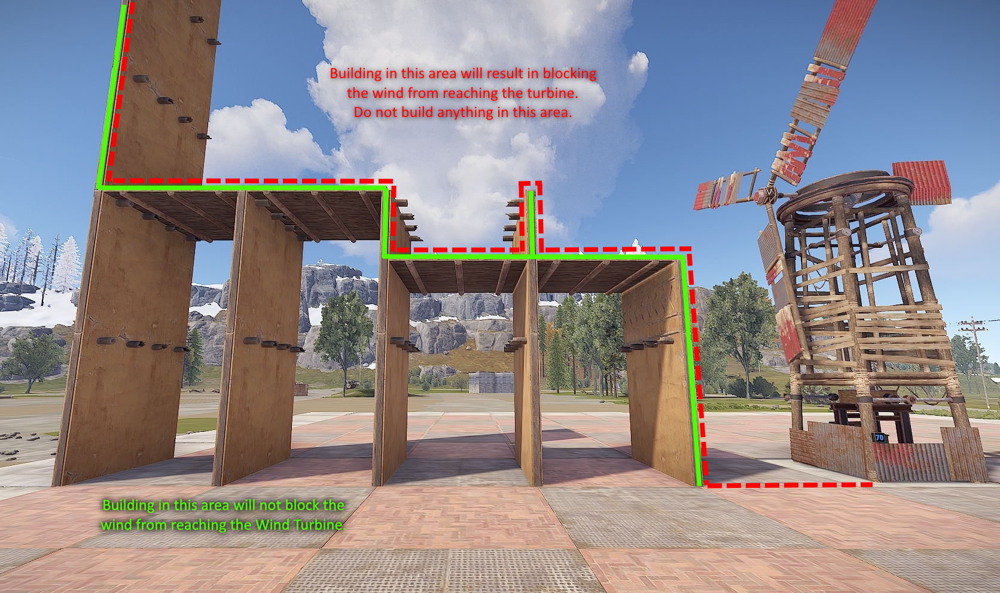 Building in this area will result in blocking
the wind from reaching the turbine.
Do not build anything in this area.
70
Building in this area will not block the
wind from reaching the Wind Turbine.